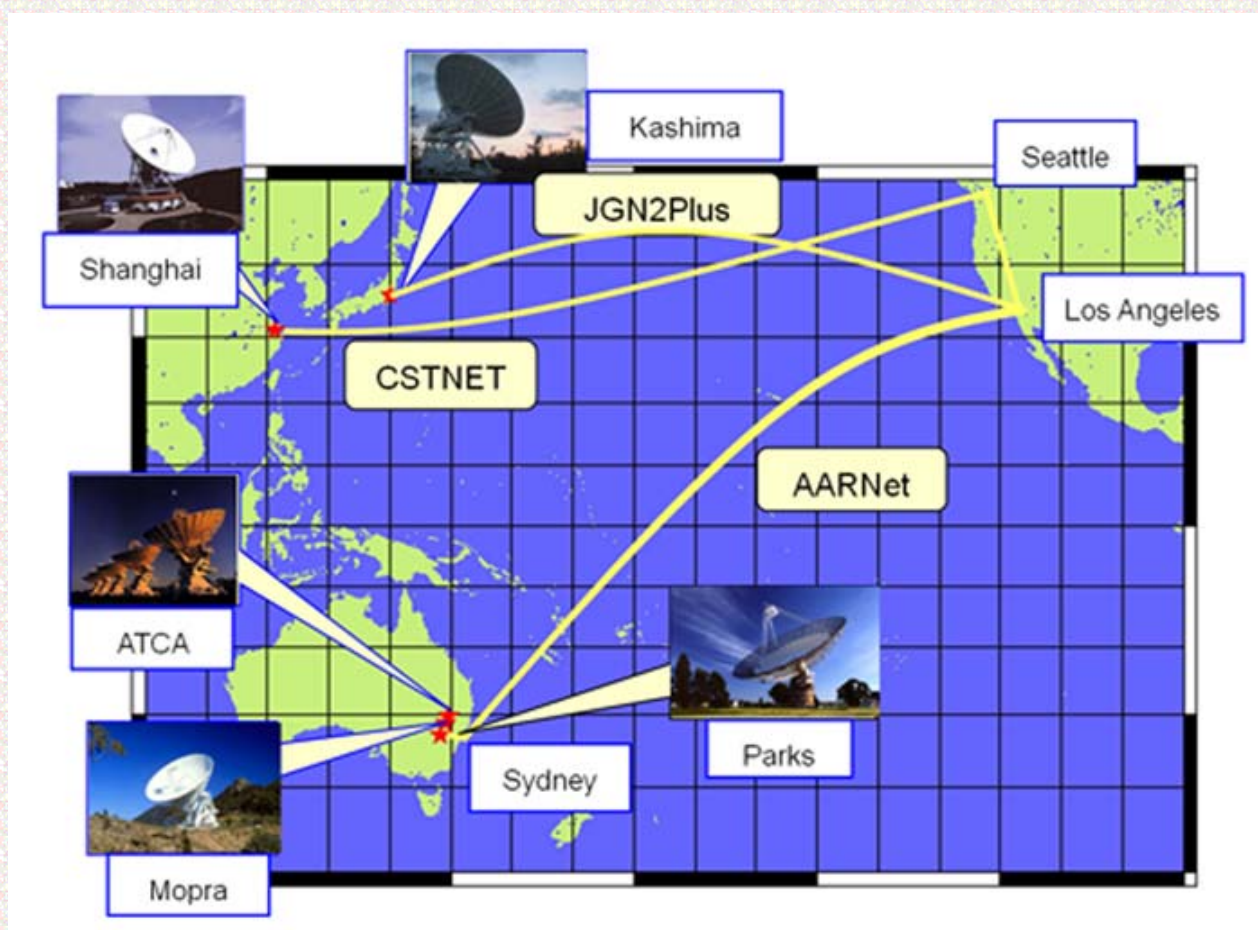 Kashima
Seattle
JGN2Plus
Shanghai
Los Angeles
CSTNET
AARNet
ATCA
Parks
Sydney
Mopra